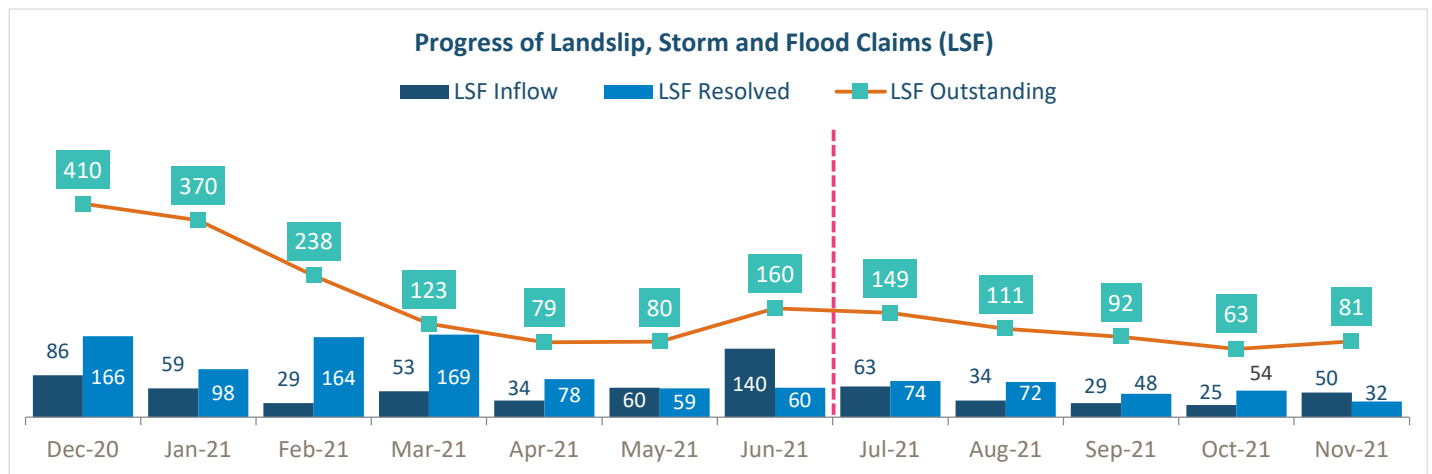 Progress of Landslip, Storm and Flood Claims (LSF)
LSF Inflow LSF Resolved LSF Outstanding
410 370 238 123 79 80 160 149 111 92 63 81
86 166 59 98 29 164 53 169 34 78 60 59 140 60 63 74 34 72 29 48 25 54 50 32
Dec-20 Jan-21 Feb-21 Mar-21 Apr-21 May-21 Jun-21 Jul-21 Aug-21 Sep-21 Oct-21 Nov-21